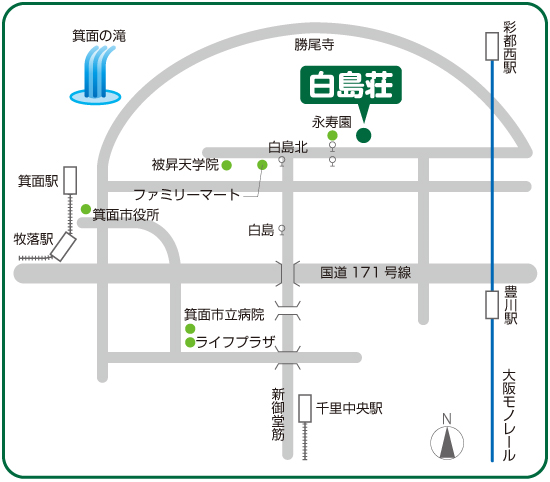 箕面の滝
勝尾寺
彩都西駅
白島荘
永寿園
白島北
被昇天学院
箕面駅
ファミリーマート
箕面市役所
牧落駅
白島
国道171号線
豊川駅
箕面市立病院
ライフプラザ
新御堂筋
千里中央駅
大阪モノレール
N